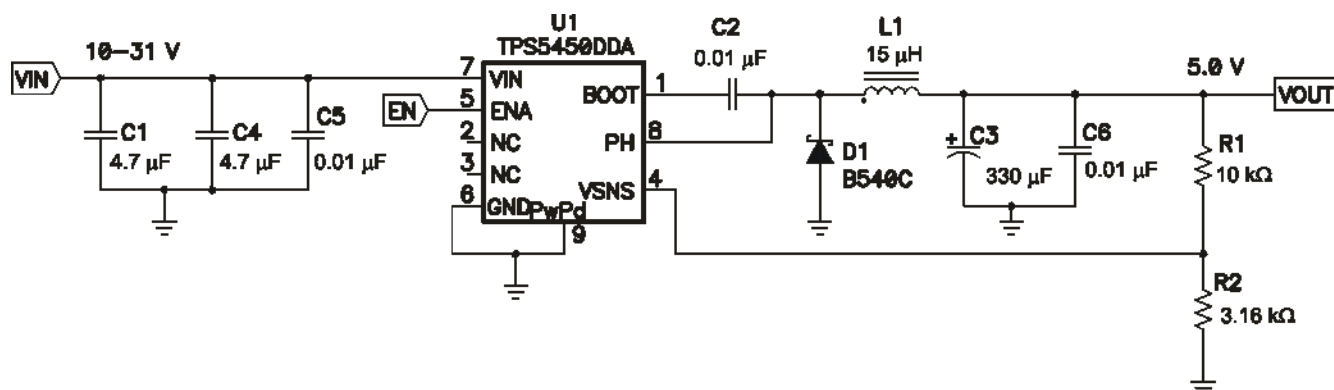 U1
TPS5450DDA
10–31 V
VIN
C1
4.7 µF
C4
4.7 µF
C5
0.01 µF
EN
7
5
2
3
6
VIN
ENA
NC
NC
GND
PwPd
9
BOOT
PH
VSNS
1
8
4
C2
0.01 µF
L1
15 µH
D1
B540C
C3
330 µF
C6
0.01 µF
5.0 V
VOUT
R1
10 kΩ
R2
3.16 kΩ